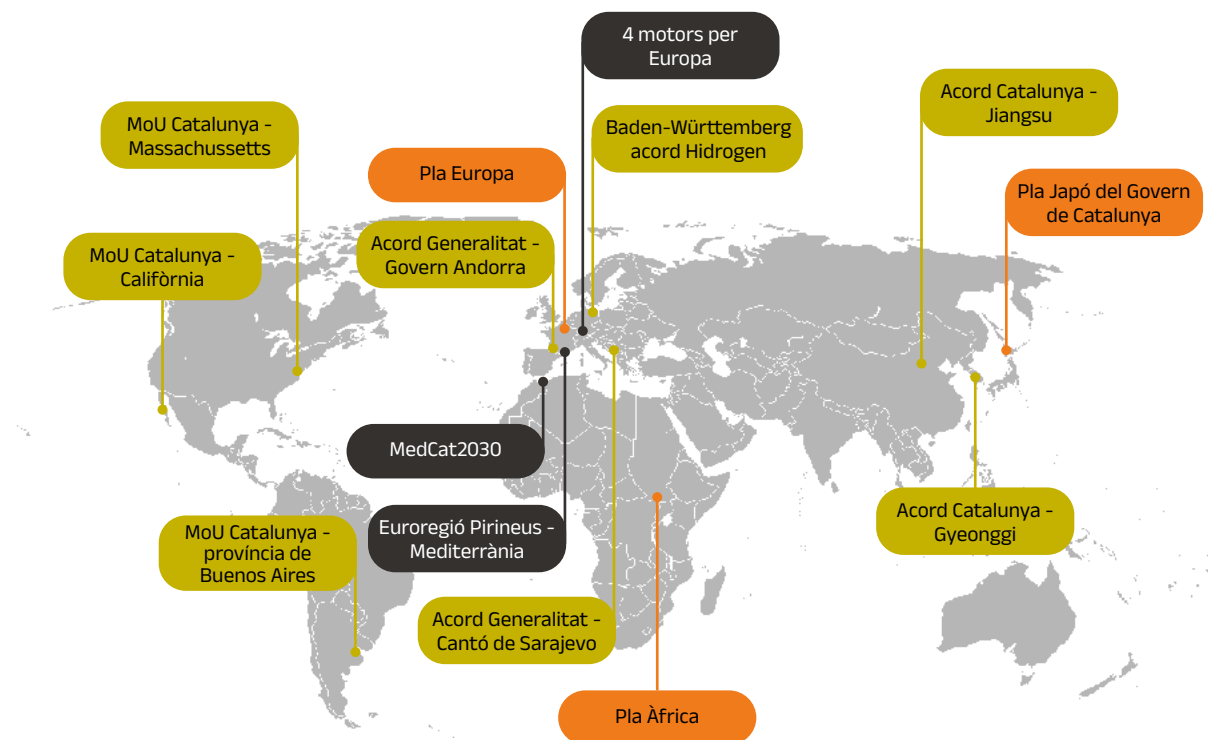 4 motors per
Europa
Acord Catalunya -
Jiangsu
MoU Catalunya -
Massachussetts
Baden-Württemberg
acord Hidrogen
Pla Europa
Pla Japó del Govern
de Catalunya
Acord Generalitat -
Govern Andorra
MoU Catalunya -
Califòrnia
MedCat2030
Acord Catalunya -
Gyeonggi
Euroregió Pirineus -
Mediterrània
MoU Catalunya -
província de
Buenos Aires
Acord Generalitat -
Cantó de Sarajevo
Pla Àfrica